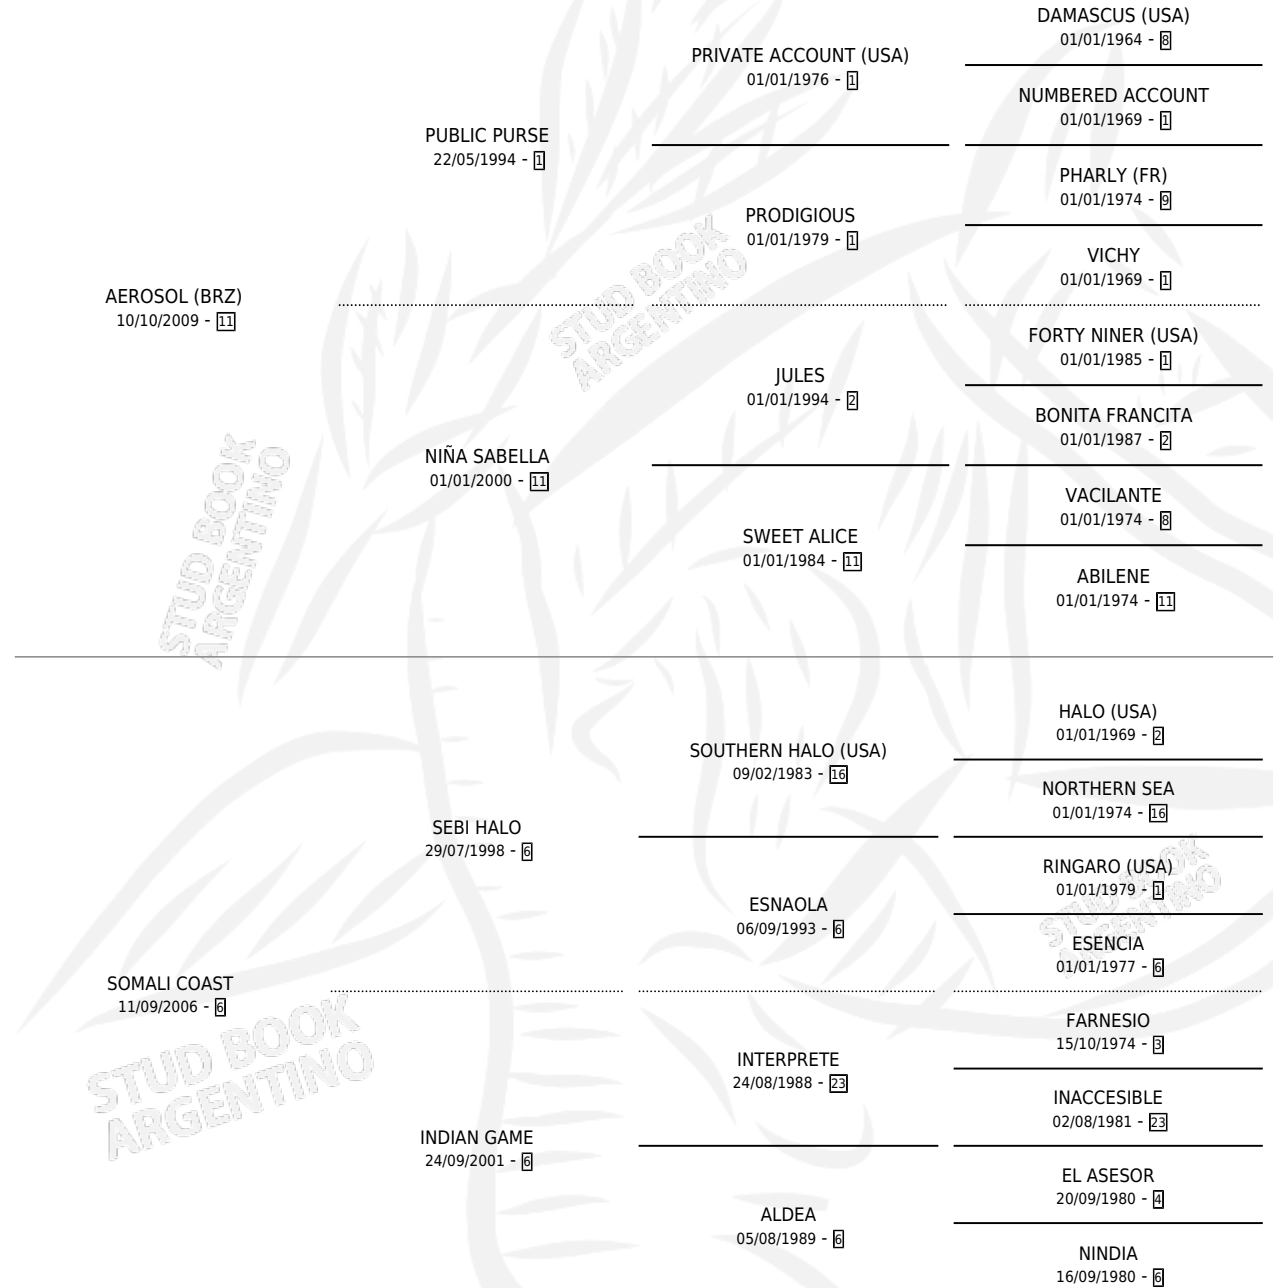 DAMASCUS (USA)
01/01/1964 - 8
PRIVATE ACCOUNT (USA)
01/01/1976 - 1
NUMBERED ACCOUNT
01/01/1969 - 1
PUBLIC PURSE
22/05/1994 - 1
PHARLY (FR)
01/01/1974 - 9
PRODIGIOUS
01/01/1979 - 1
VICHY
01/01/1969 - 1
AEROSOL (BRZ)
10/10/2009 - 11
FORTY NINER (USA)
01/01/1985 - 1
JULES
01/01/1994 - 2
BONITA FRANCITA
01/01/1987 - 2
NIÑA SABELLA
01/01/2000 - 11
VACILANTE
01/01/1974 - 8
SWEET ALICE
01/01/1984 - 11
ABILENE
01/01/1974 - 11
HALO (USA)
01/01/1969 - 2
SOUTHERN HALO (USA)
09/02/1983 - 16
NORTHERN SEA
01/01/1974 - 16
SEBI HALO
29/07/1998 - 6
RINGARO (USA)
01/01/1979 - 1
ESNAOLA
06/09/1993 - 6
ESENCIA
01/01/1977 - 6
SOMALI COAST
11/09/2006 - 6
FARNESIO
15/10/1974 - 3
INTERPRETE
24/08/1988 - 23
INACCESIBLE
02/08/1981 - 23
INDIAN GAME
24/09/2001 - 6
EL ASESOR
20/09/1980 - 4
ALDEA
05/08/1989 - 6
NINDIA
16/09/1980 - 6
STUD BOOK
ARGENTINO
STUD BOOK
ARGENTINO
STUD BOOK
ARGENTINO
STUD BOOK
ARGENTINO